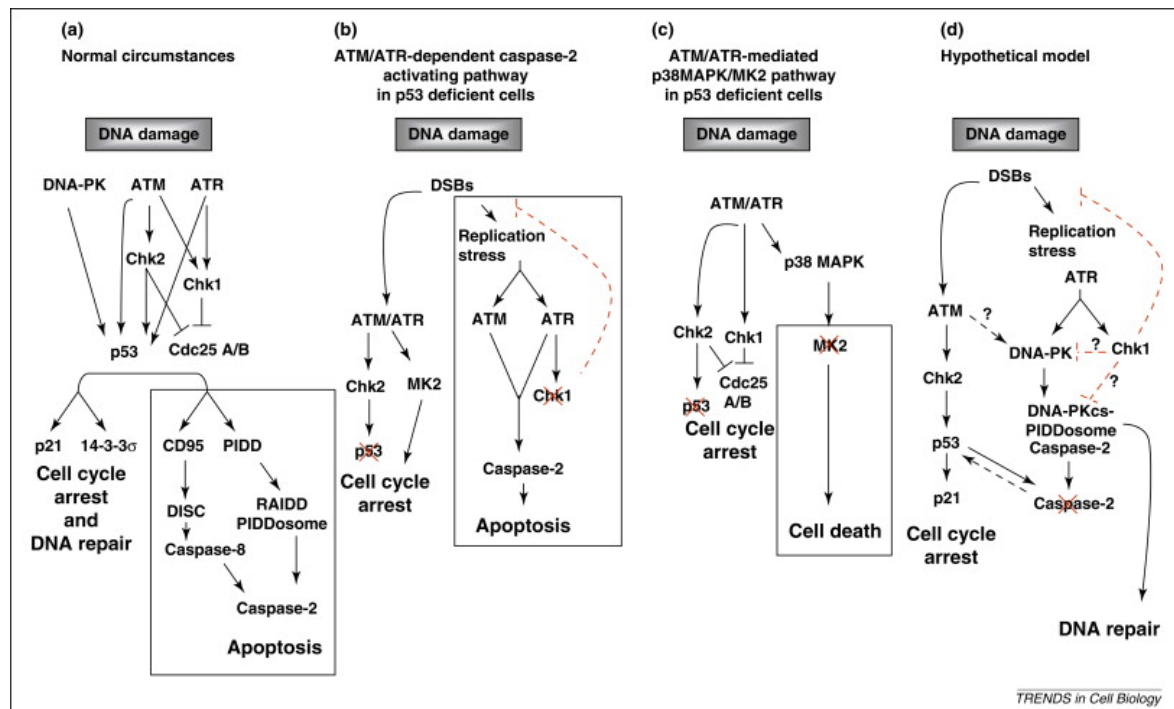 (a)
Normal circumstances
DNA damage
DNA-PK ATM ATR
Chk2
Chk1
p53 Cdc25 A/B
p21 14-3-3σ CD95 PIDD
Cell cycle
arrest
and
DNA repair
DISC
RAIDD
PIDDosome
Caspase-8
Caspase-2
Apoptosis
(b)
ATM/ATR-dependent caspase-2
activating pathway
in p53 deficient cells
DNA damage
DSBs
Replication
stress
ATM/ATR ATM ATR
Chk2 MK2 Chk1
p53
Cell cycle
arrest
Caspase-2
Apoptosis
(c)
ATM/ATR-mediated
p38MAPK/MK2 pathway
in p53 deficient cells
DNA damage
ATM/ATR
p38 MAPK
Chk2 Chk1 MK2
p53 Cdc25
A/B
Cell cycle
arrest
Cell death
(d)
Hypothetical model
DNA damage
DSBs
Replication
stress
ATR
ATM ?
DNA-PK ? Chk1
Chk2 ?
DNA-PKcs-
PIDDosome
Caspase-2
p53
p21 Caspase-2
Cell cycle
arrest
DNA repair
TRENDS in Cell Biology